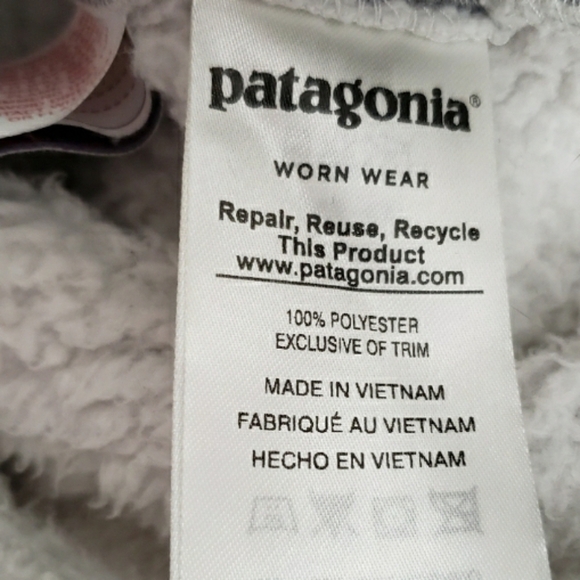 patagonia®
WORN WEAR
Repair, Reuse, Recycle
This Product
www.patagonia.com
100% POLYESTER
EXCLUSIVE OF TRIM
MADE IN VIETNAM
FABRIQUÉ AU VIETNAM
HECHO EN VIETNAM